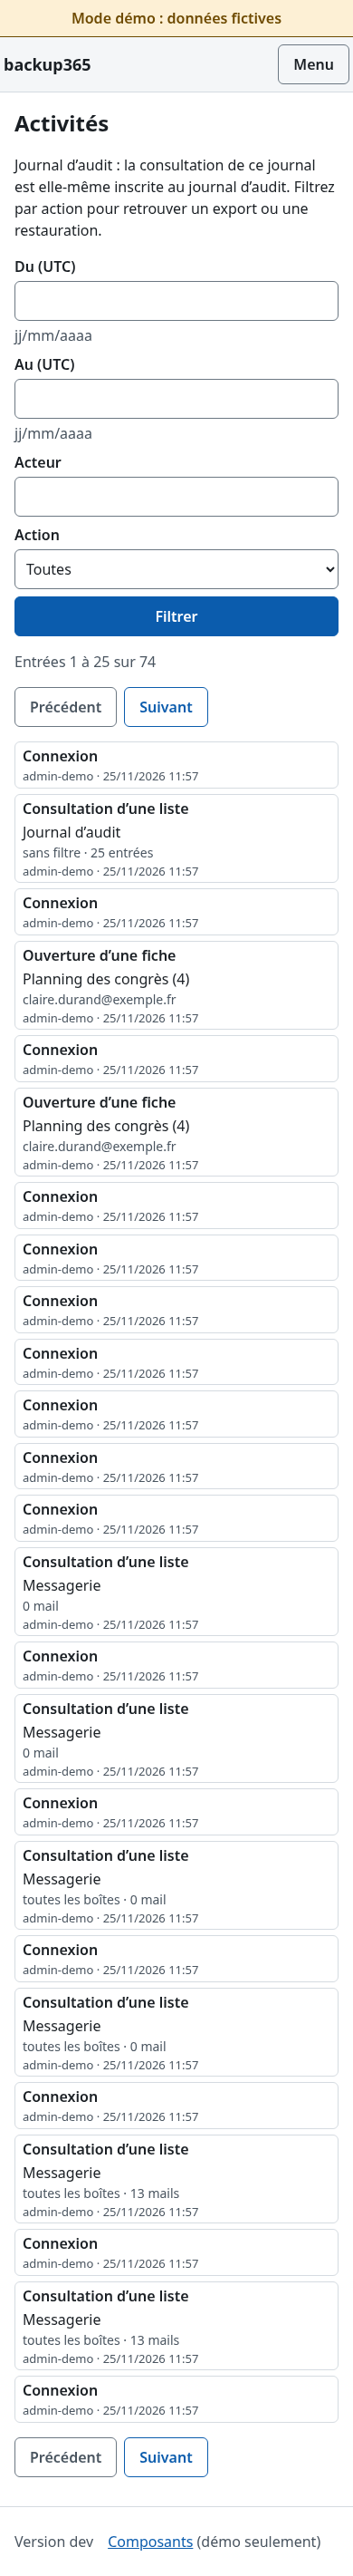 Mode démo : données fictives
backup365
Menu
Activités
Journal d’audit : la consultation de ce journal
est elle-même inscrite au journal d’audit. Filtrez
par action pour retrouver un export ou une
restauration.
Du (UTC)
jj/mm/aaaa
Au (UTC)
jj/mm/aaaa
Acteur
Action
Toutes
Filtrer
Entrées 1 à 25 sur 74
Précédent
Suivant
Connexion
admin-demo · 25/11/2026 11:57
Consultation d’une liste
Journal d’audit
sans filtre · 25 entrées
admin-demo · 25/11/2026 11:57
Connexion
admin-demo · 25/11/2026 11:57
Ouverture d’une fiche
Planning des congrès (4)
claire.durand@exemple.fr
admin-demo · 25/11/2026 11:57
Connexion
admin-demo · 25/11/2026 11:57
Ouverture d’une fiche
Planning des congrès (4)
claire.durand@exemple.fr
admin-demo · 25/11/2026 11:57
Connexion
admin-demo · 25/11/2026 11:57
Connexion
admin-demo · 25/11/2026 11:57
Connexion
admin-demo · 25/11/2026 11:57
Connexion
admin-demo · 25/11/2026 11:57
Connexion
admin-demo · 25/11/2026 11:57
Connexion
admin-demo · 25/11/2026 11:57
Connexion
admin-demo · 25/11/2026 11:57
Consultation d’une liste
Messagerie
0 mail
admin-demo · 25/11/2026 11:57
Connexion
admin-demo · 25/11/2026 11:57
Consultation d’une liste
Messagerie
0 mail
admin-demo · 25/11/2026 11:57
Connexion
admin-demo · 25/11/2026 11:57
Consultation d’une liste
Messagerie
toutes les boîtes · 0 mail
admin-demo · 25/11/2026 11:57
Connexion
admin-demo · 25/11/2026 11:57
Consultation d’une liste
Messagerie
toutes les boîtes · 0 mail
admin-demo · 25/11/2026 11:57
Connexion
admin-demo · 25/11/2026 11:57
Consultation d’une liste
Messagerie
toutes les boîtes · 13 mails
admin-demo · 25/11/2026 11:57
Connexion
admin-demo · 25/11/2026 11:57
Consultation d’une liste
Messagerie
toutes les boîtes · 13 mails
admin-demo · 25/11/2026 11:57
Connexion
admin-demo · 25/11/2026 11:57
Précédent
Suivant
Version dev Composants (démo seulement)